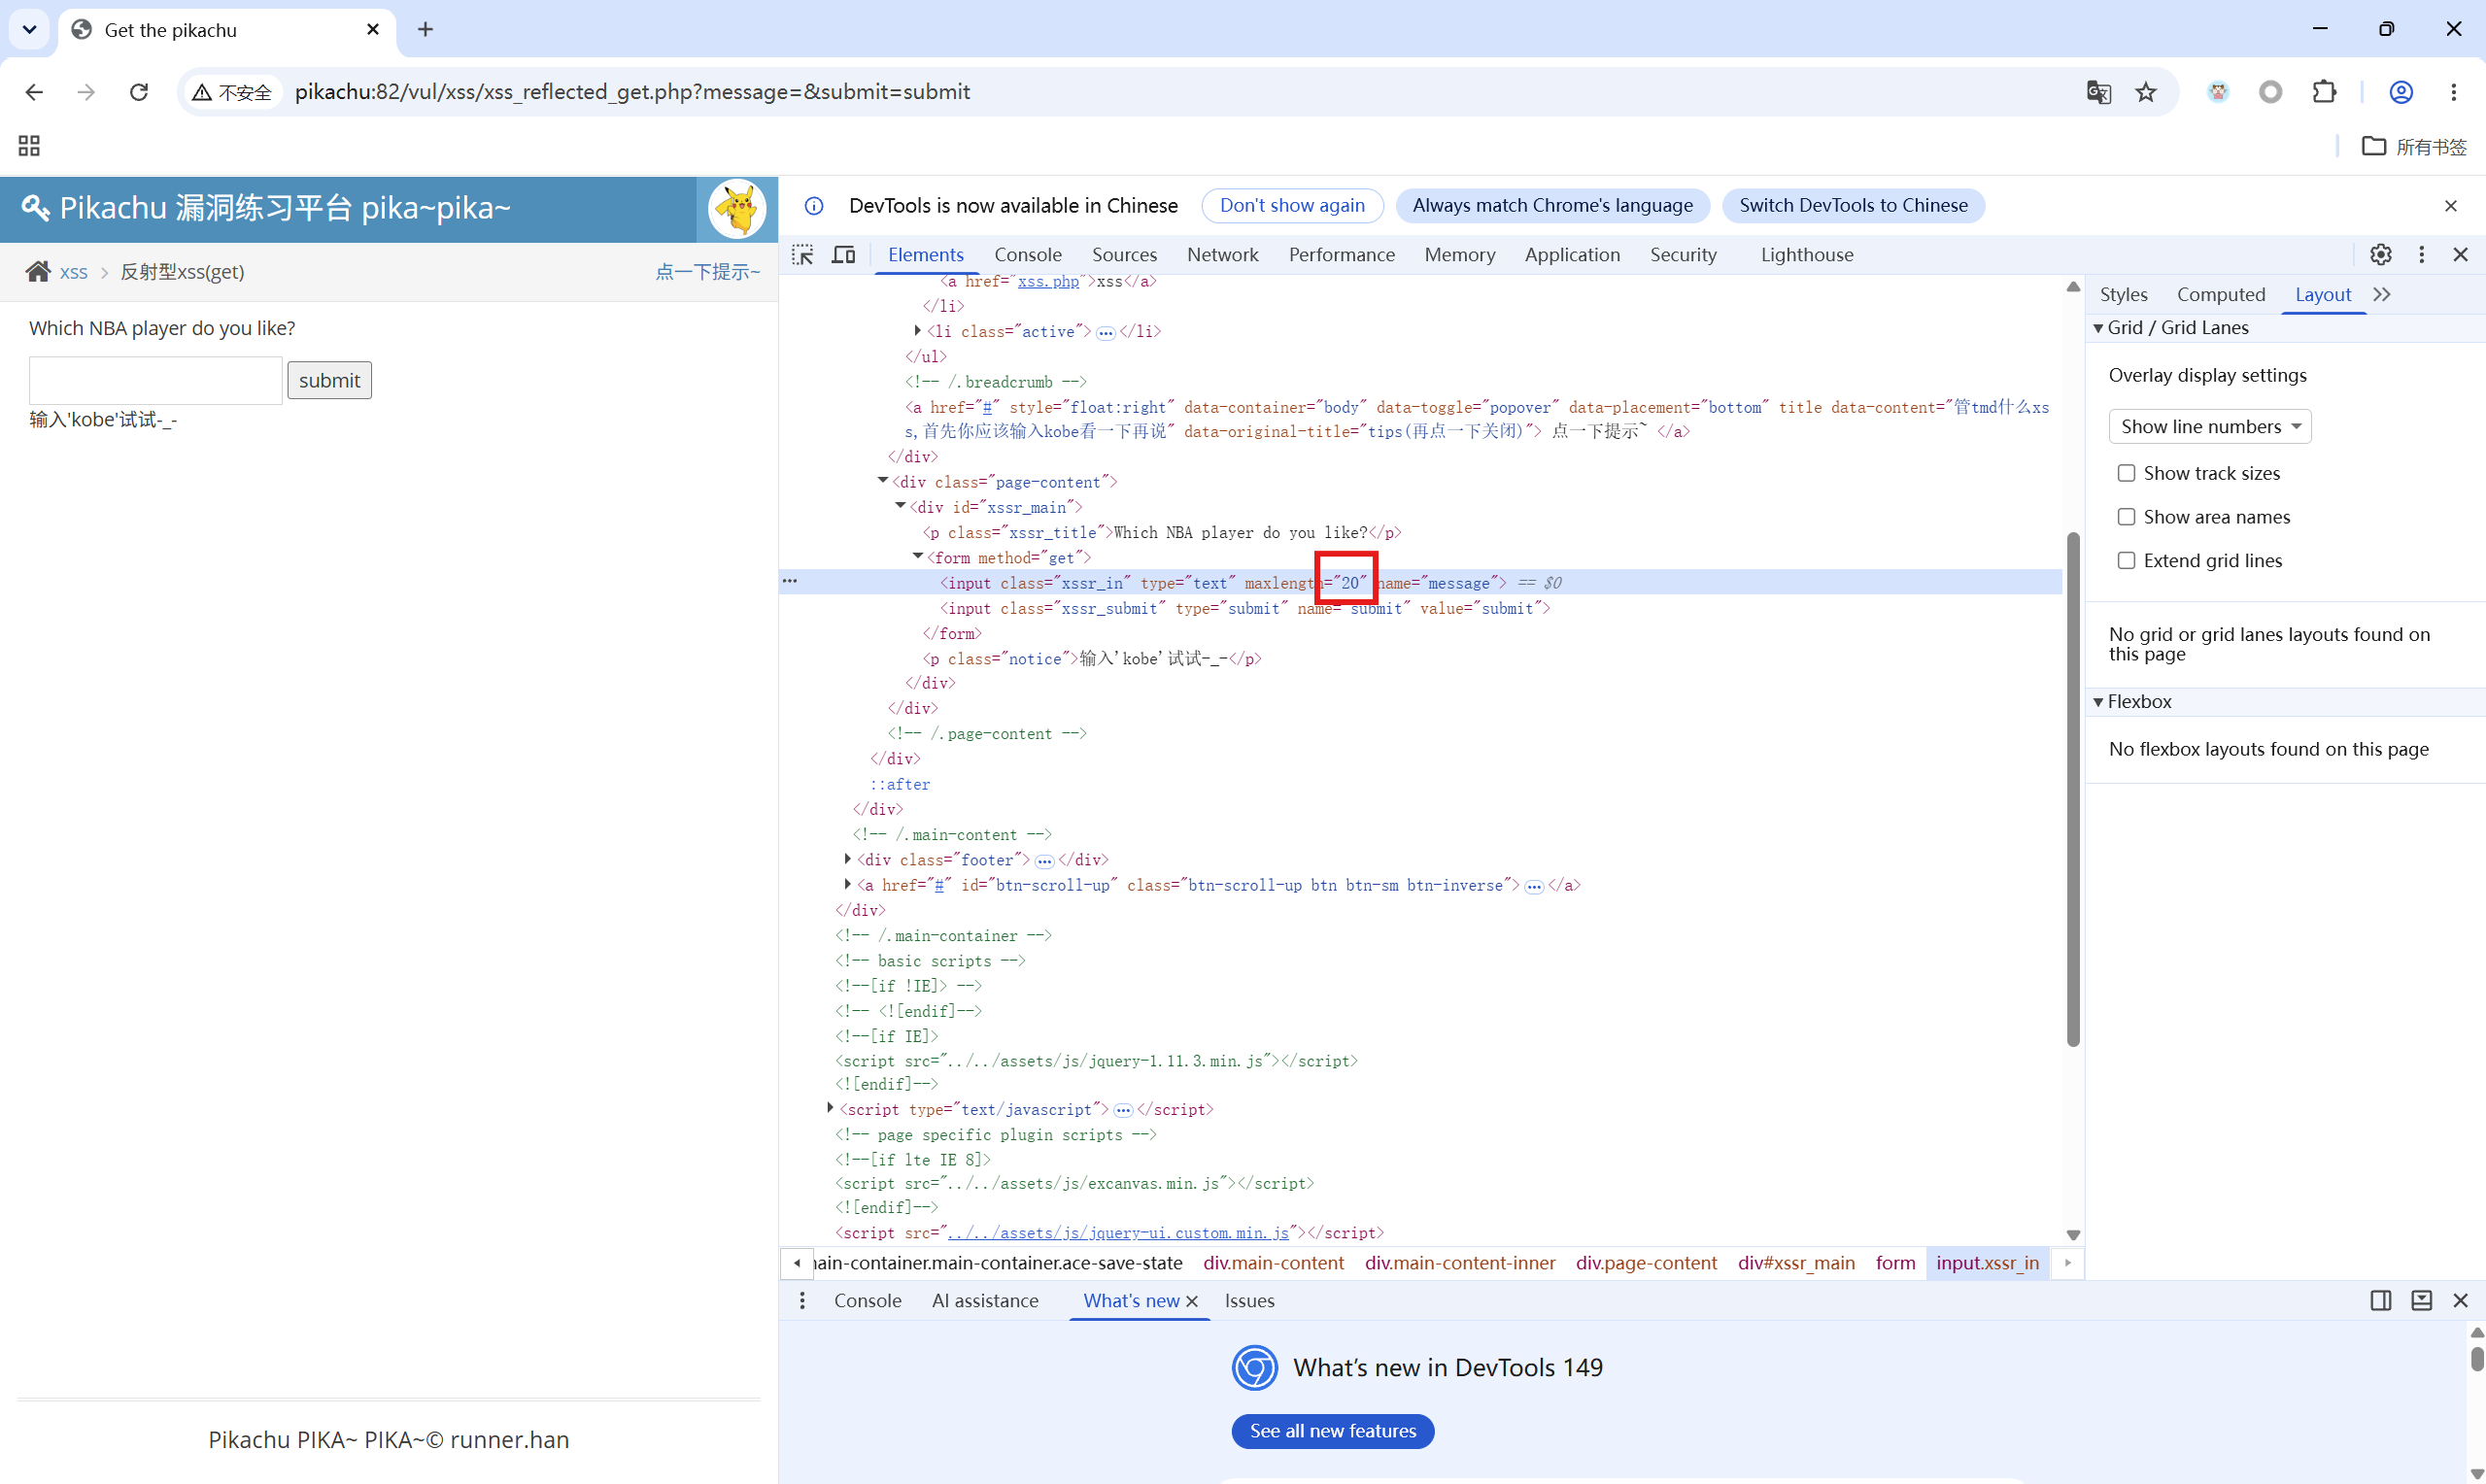 Get the pikachu
不安全
pikachu:82/vul/xss/xss_reflected_get.php?message=&submit=submit
所有书签
Pikachu 漏洞练习平台 pika~pika~
xss
反射型xss(get)
点一下提示~
Which NBA player do you like?
submit
输入'kobe'试试-_-
Pikachu PIKA~ PIKA~© runner.han
DevTools is now available in Chinese
Don't show again
Always match Chrome's language
Switch DevTools to Chinese
Elements
Console
Sources
Network
Performance
Memory
Application
Security
Lighthouse
<a href="xss.php">xss</a>
</li>
<li class="active"> </li>
</ul>
<!-- /.breadcrumb -->
<a href="#" style="float:right" data-container="body" data-toggle="popover" data-placement="bottom" title data-content="管tmd什么xs
s,首先你应该输入kobe看一下再说" data-original-title="tips(再点一下关闭)"> 点一下提示~ </a>
</div>
<div class="page-content">
<div id="xssr_main">
<p class="xssr_title">Which NBA player do you like?</p>
<form method="get">
<input class="xssr_in" type="text" maxlength="20" name="message"> == $0
<input class="xssr_submit" type="submit" name="submit" value="submit">
</form>
<p class="notice">输入'kobe'试试-_-</p>
</div>
</div>
<!-- /.page-content -->
</div>
::after
</div>
<!-- /.main-content -->
<div class="footer"> </div>
<a href="#" id="btn-scroll-up" class="btn-scroll-up btn btn-sm btn-inverse"> </a>
</div>
<!-- /.main-container -->
<!-- basic scripts -->
<!--[if !IE]> -->
<!-- <![endif]-->
<!--[if IE]>
<script src="../../assets/js/jquery-1.11.3.min.js"></script>
<![endif]-->
<script type="text/javascript"> </script>
<!-- page specific plugin scripts -->
<!--[if lte IE 8]>
<script src="../../assets/js/excanvas.min.js"></script>
<![endif]-->
<script src="../../assets/js/jquery-ui.custom.min.js"></script>
ain-container.main-container.ace-save-state
div.main-content
div.main-content-inner
div.page-content
div#xssr_main
form
input.xssr_in
Styles
Computed
Layout
Grid / Grid Lanes
Overlay display settings
Show line numbers
Show track sizes
Show area names
Extend grid lines
No grid or grid lanes layouts found on
this page
Flexbox
No flexbox layouts found on this page
Console
AI assistance
What's new
Issues
What's new in DevTools 149
See all new features